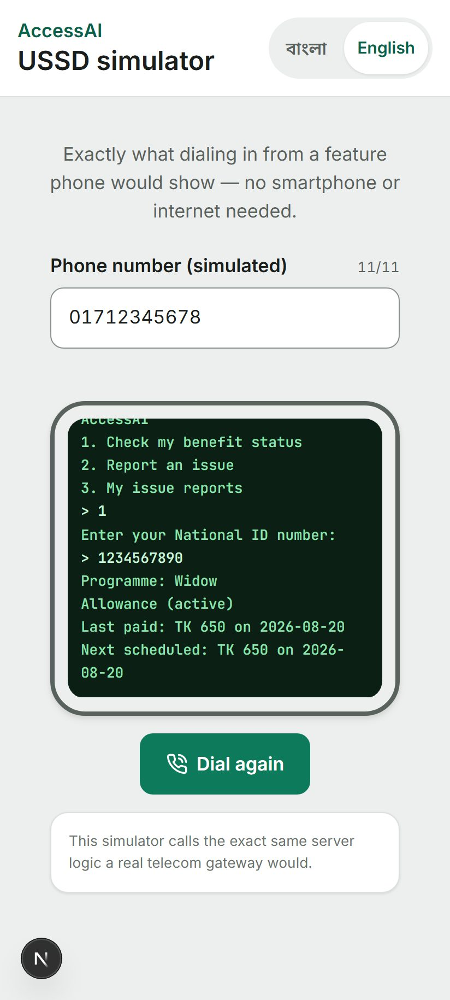 AccessAI
USSD simulator
বাংলা
English
Exactly what dialing in from a feature
phone would show — no smartphone or
internet needed.
Phone number (simulated)
11/11
01712345678
AccessAI
1. Check my benefit status
2. Report an issue
3. My issue reports
> 1
Enter your National ID number:
> 1234567890
Programme: Widow
Allowance (active)
Last paid: TK 650 on 2026-08-20
Next scheduled: TK 650 on 2026-
08-20
Dial again
This simulator calls the exact same server
logic a real telecom gateway would.
N